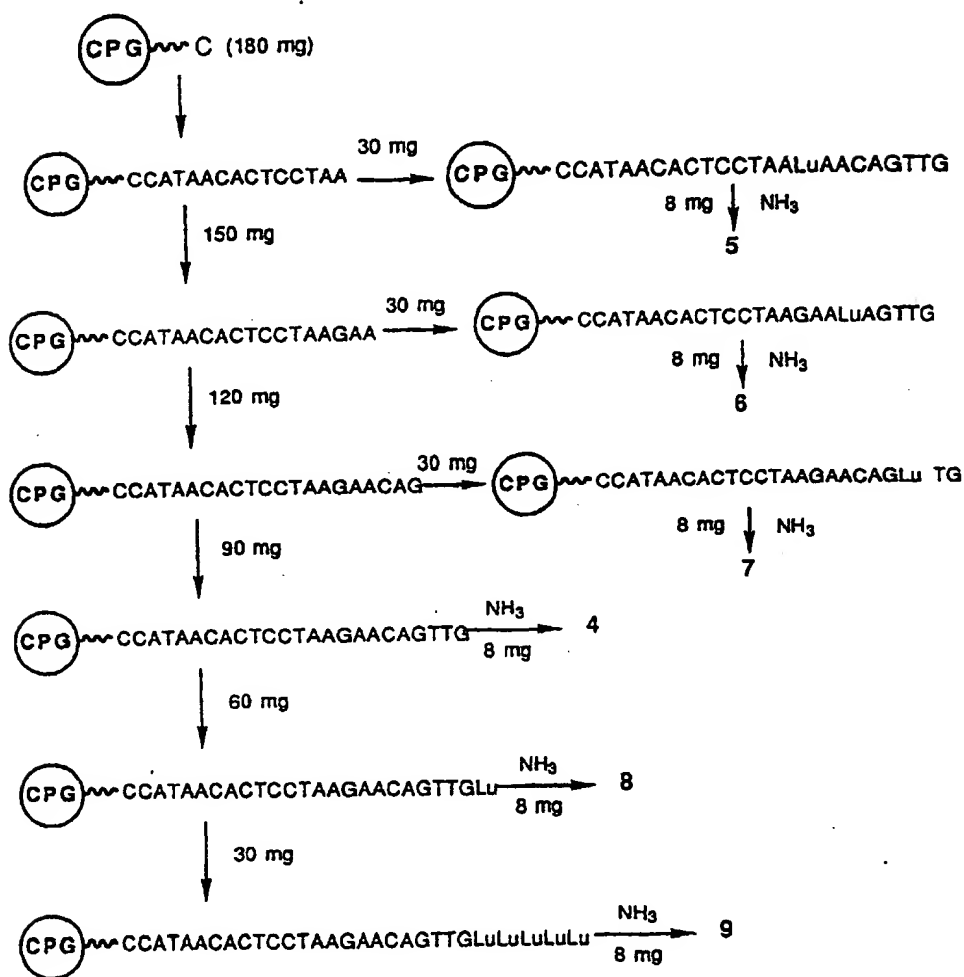 CPG C (180 mg)
30 mg
CPG CCATAACACTCCTAA CPG CCATAACACTCCTAALuAACAGTTG
8 mg NH3
150 mg 5
30 mg
CPG CCATAACACTCCTAAGAA CPG CCATAACACTCCTAAGAALuAGTTG
8 mg NH3
120 mg 6
30 mg
CPG CCATAACACTCCTAAGAACAG CPG CCATAACACTCCTAAGAACAGLu TG
8 mg NH3
90 mg 7
NH3
CPG CCATAACACTCCTAAGAACAGTTG 4
8 mg
60 mg
NH3
CPG CCATAACACTCCTAAGAACAGTTGLu 8
8 mg
30 mg
NH3
CPG CCATAACACTCCTAAGAACAGTTGLuLuLuLuLu 9
8 mg